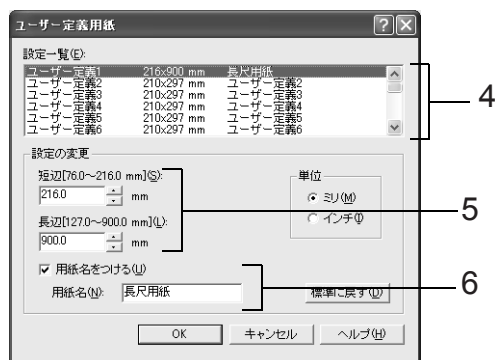 ユーザー定義用紙
設定一覧(E):
ユーザー定義1 216x900 mm 長尺用紙
ユーザー定義2 210x297 mm ユーザー定義2
ユーザー定義3 210x297 mm ユーザー定義3
ユーザー定義4 210x297 mm ユーザー定義4
ユーザー定義5 210x297 mm ユーザー定義5
ユーザー定義6 210x297 mm ユーザー定義6
4
設定の変更
短辺[76.0～216.0 mm](S):
216.0 mm
長辺[127.0～900.0 mm](L):
900.0 mm
単位
ミリ(M)
インチ(I)
5
用紙名をつける(U)
用紙名(N): 長尺用紙
標準に戻す(D)
6
OK キャンセル ヘルプ(H)